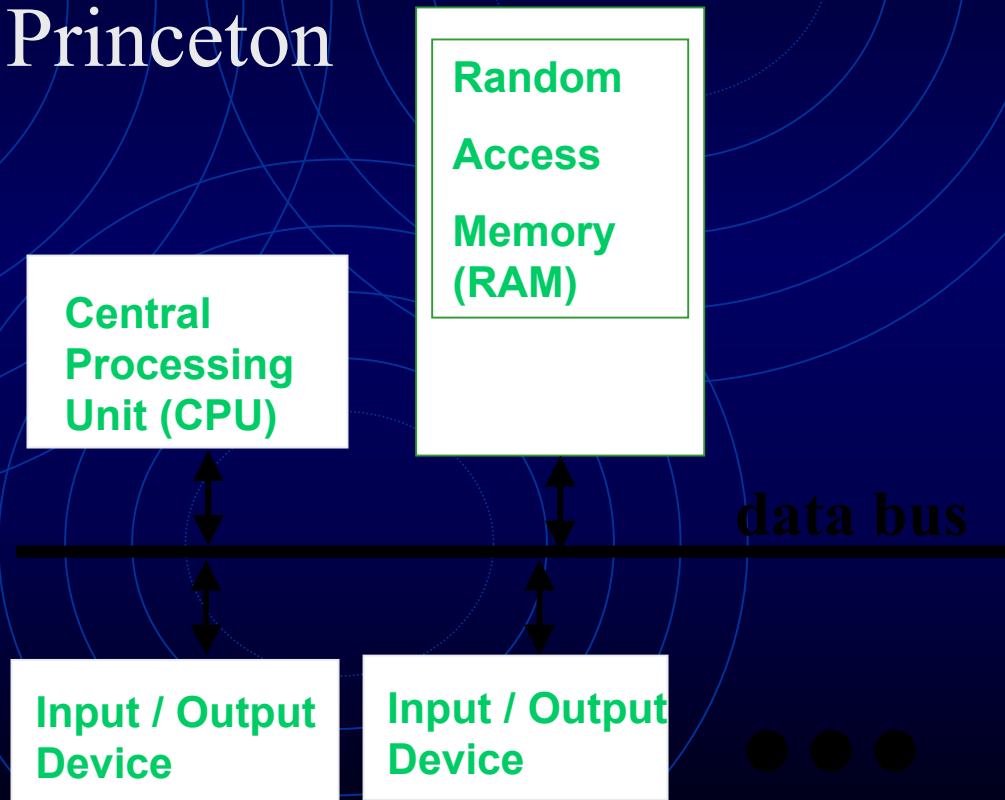 Princeton
Random
Access
Memory
(RAM)
Central
Processing
Unit (CPU)
data bus
Input / Output
Device
Input / Output
Device